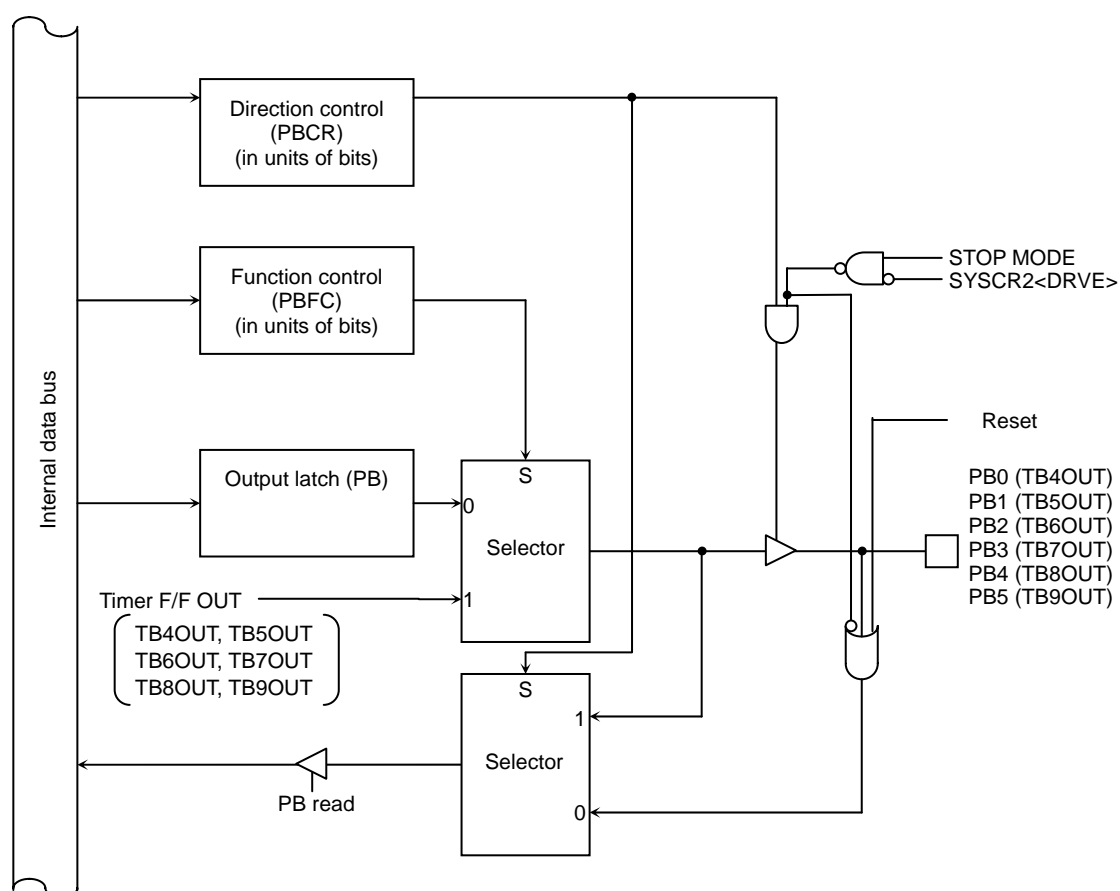 Internal data bus
Direction control
(PBCR)
(in units of bits)
Function control
(PBFC)
(in units of bits)
STOP MODE
SYSCR2<DRVE>
Reset
Output latch (PB)
S
0
Selector
1
Timer F/F OUT
TB4OUT, TB5OUT
TB6OUT, TB7OUT
TB8OUT, TB9OUT
PB0 (TB4OUT)
PB1 (TB5OUT)
PB2 (TB6OUT)
PB3 (TB7OUT)
PB4 (TB8OUT)
PB5 (TB9OUT)
S
1
Selector
0
PB read